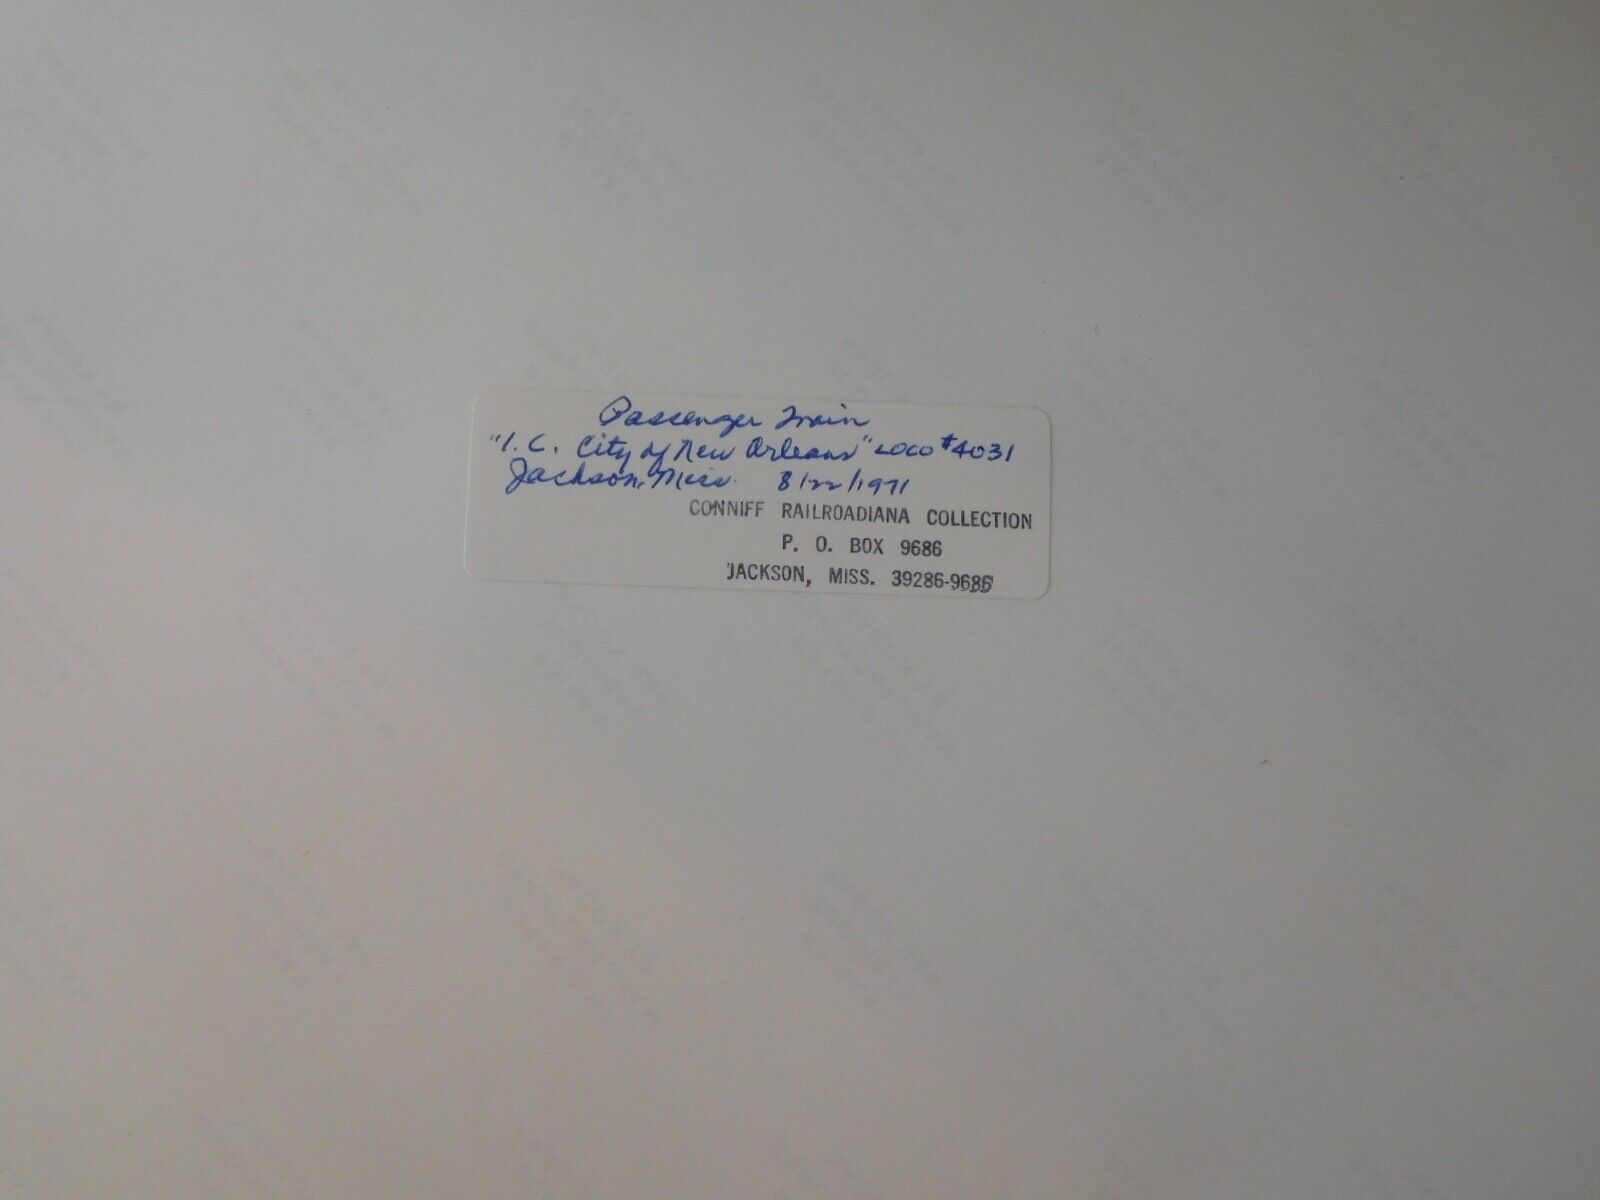 Passenger Train
"I.C. City of New Orleans" Loco #4031
Jackson, Miss. 8/22/1971
CONNIFF RAILROADIANA COLLECTION
P. O. BOX 9686
JACKSON, MISS. 39286-9686